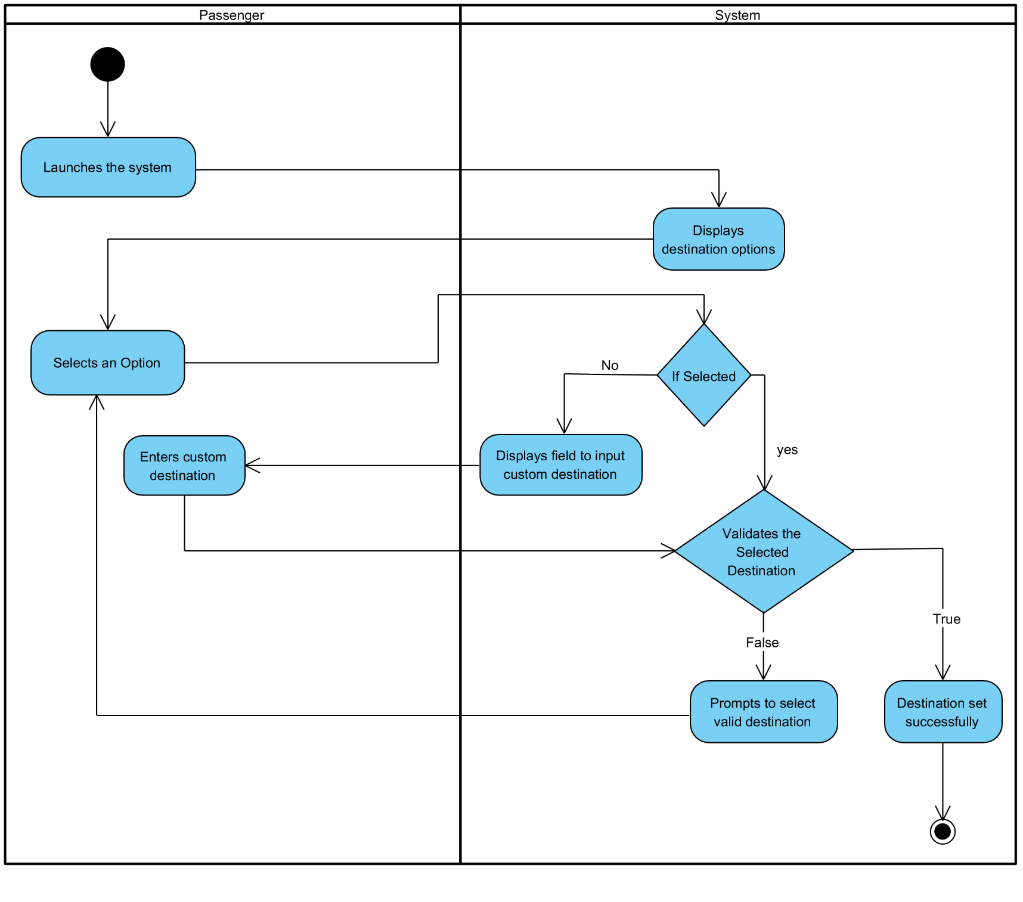 Passenger
System
Launches the system
Displays
destination options
Selects an Option
If Selected
No
yes
Displays field to input
custom destination
Enters custom
destination
Validates the
Selected
Destination
True
False
Prompts to select
valid destination
Destination set
successfully